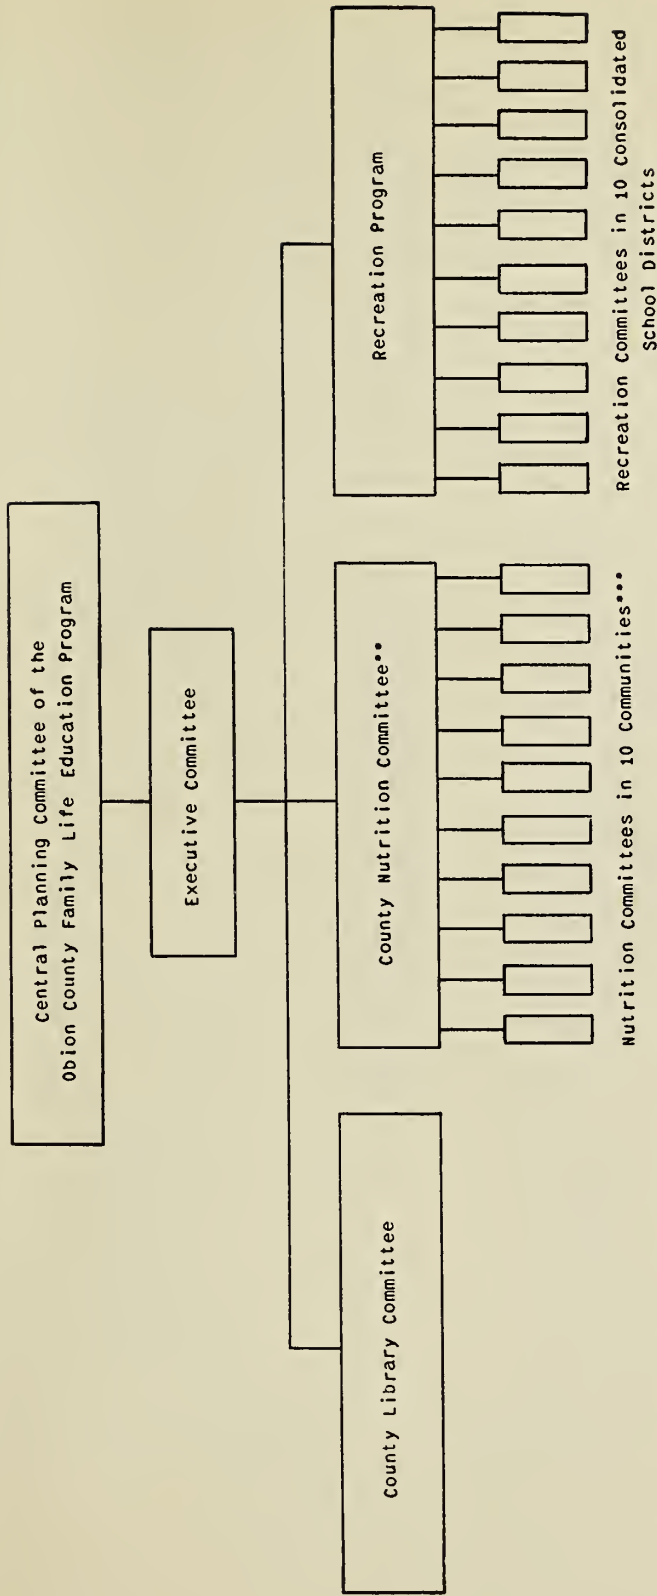 Central Planning Committee of the
Obion County Family Life Education Program
Executive Committee
County Library Committee
County Nutrition Committee**
Recreation Program
Nutrition Committees in 10 Communities***
Recreation Committees in 10 Consolidated
School Districts